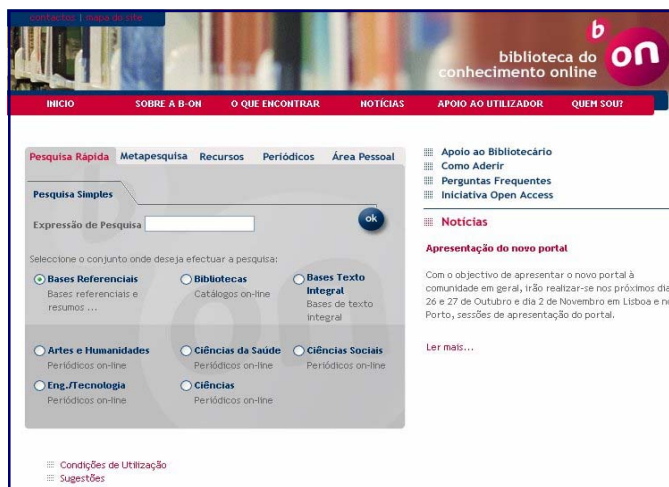 contactos | mapa do site
b
on
biblioteca do
conhecimento online
INICIO SOBRE A B-ON O QUE ENCONTRAR NOTÍCIAS APOIO AO UTILIZADOR QUEM SOU?
Pesquisa Rápida Metapesquisa Recursos Periódicos Área Pessoal
Pesquisa Simples
Expressão de Pesquisa
ok
Seleccione o conjunto onde deseja efectuar a pesquisa:
Bases Referenciais
Bases referenciais e
resumos ...
Bibliotecas
Catálogos on-line
Bases Texto
Integral
Bases de texto
integral
Artes e Humanidades
Periódicos on-line
Ciências da Saúde
Periódicos on-line
Ciências Sociais
Periódicos on-line
Eng./Tecnologia
Periódicos on-line
Ciências
Periódicos on-line
Condições de Utilização
Sugestões
Apoio ao Bibliotecário
Como Aderir
Perguntas Frequentes
Iniciativa Open Access
Notícias
Apresentação do novo portal
Com o objectivo de apresentar o novo portal à
comunidade em geral, irão realizar-se nos próximos dia
26 e 27 de Outubro e dia 2 de Novembro em Lisboa e no
Porto, sessões de apresentação do portal.
Ler mais...